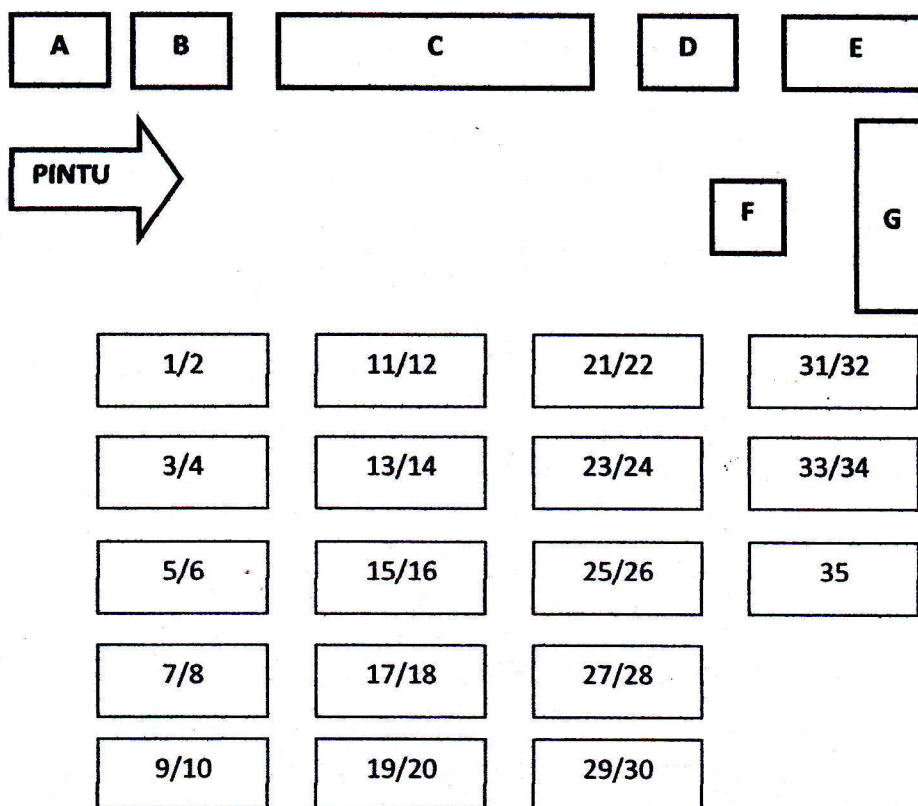 A B C D E
PINTU
F
G
1/2 11/12 21/22 31/32
3/4 13/14 23/24 33/34
5/6 15/16 25/26 35
7/8 17/18 27/28
9/10 19/20 29/30